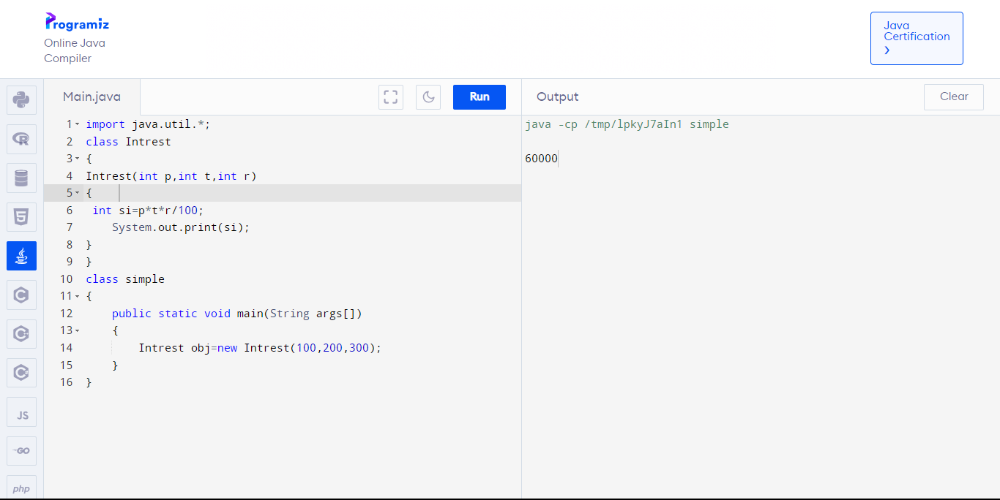 Programiz
Online Java
Compiler
Java
Certification
Main.java
Run
Output
Clear
1 import java.util.*;
2 class Intrest
3 {
4 Intrest(int p,int t,int r)
5 {
6 int si=p*t*r/100;
7 System.out.print(si);
8 }
9 }
10 class simple
11 {
12 public static void main(String args[])
13 {
14 Intrest obj=new Intrest(100,200,300);
15 }
16 }
java -cp /tmp/lpkyJ7aIn1 simple
60000
R
5
C
C
C
JS
GO
php